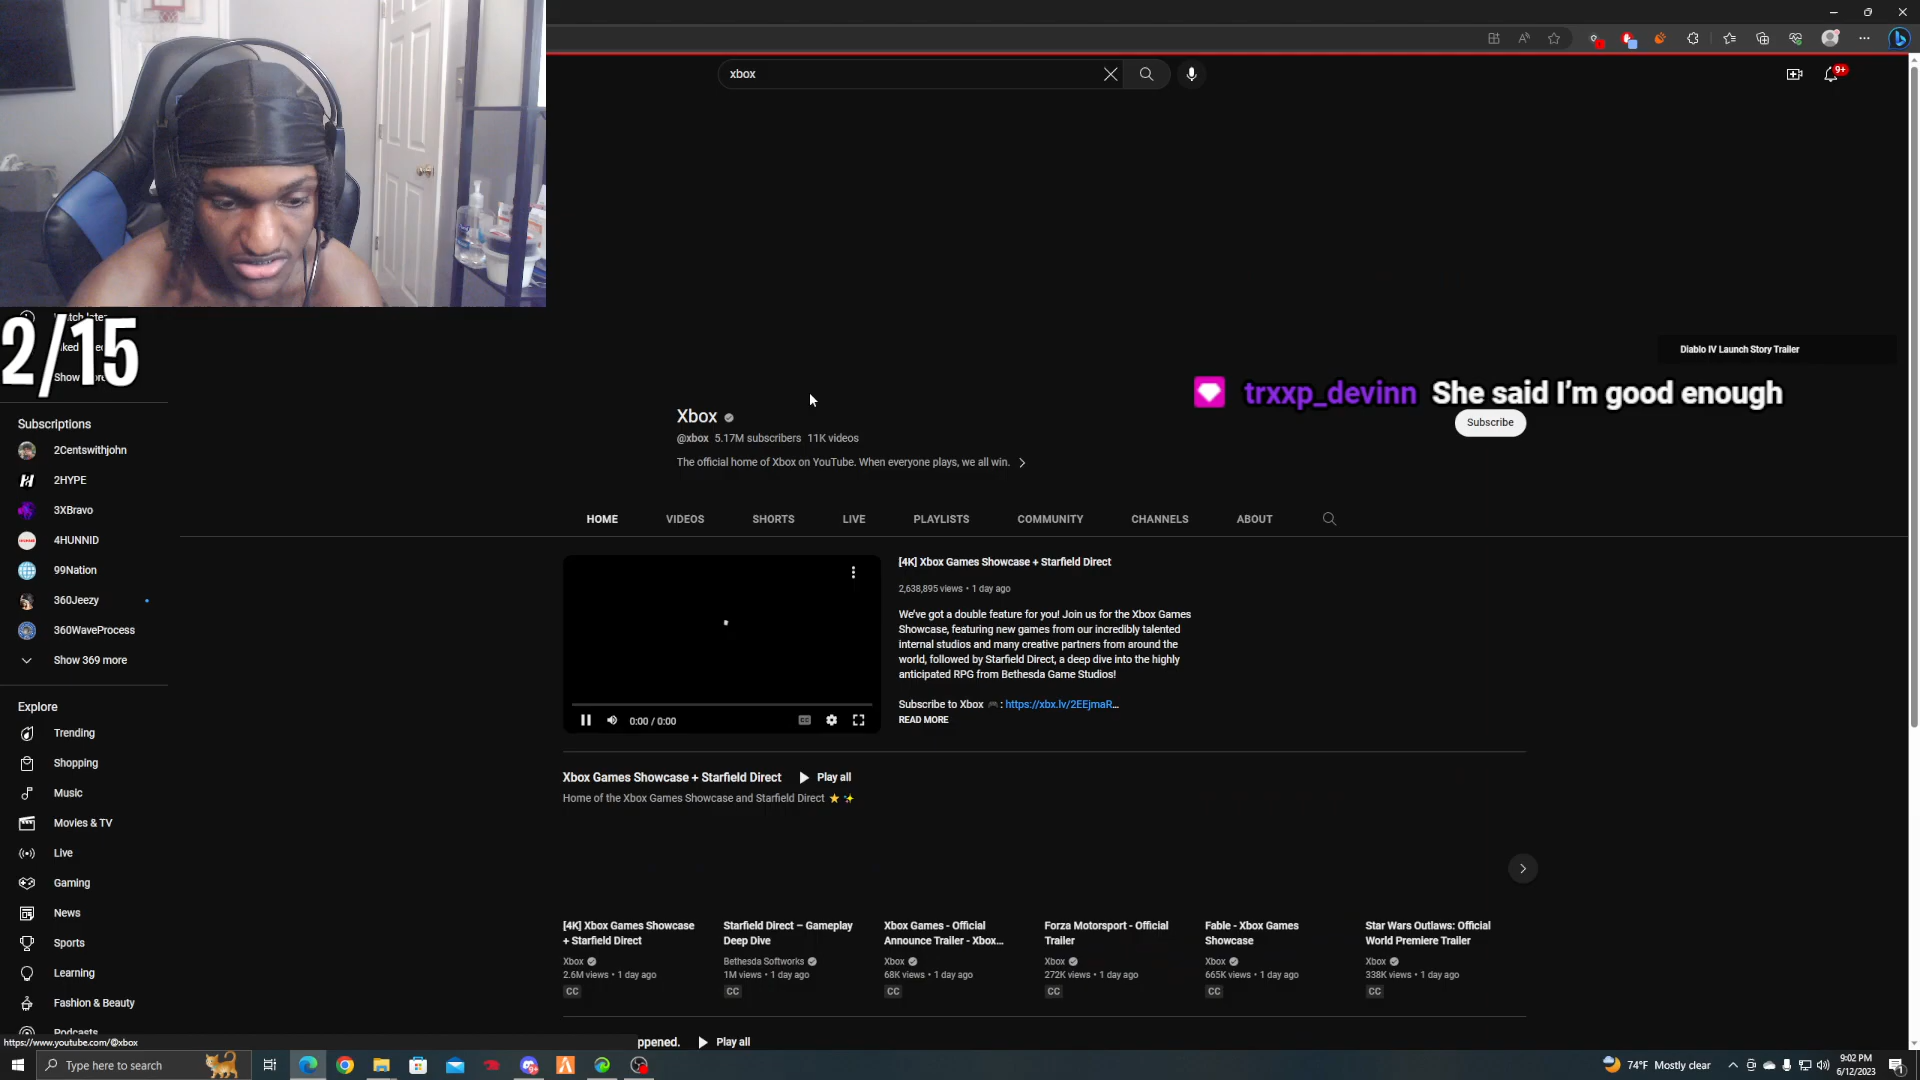 xbox
9+
Watch later
Liked videos
Show more
2/15
Diablo IV Launch Story Trailer
trxxp_devinn She said I'm good enough
Xbox
@xbox 5.17M subscribers 11K videos
Subscribe
The official home of Xbox on YouTube. When everyone plays, we all win.
Subscriptions
2Centswithjohn
2HYPE
3XBravo
4HUNNID
99Nation
360Jeezy
360WaveProcess
Show 369 more
HOME VIDEOS SHORTS LIVE PLAYLISTS COMMUNITY CHANNELS ABOUT
[4K] Xbox Games Showcase + Starfield Direct
2,638,895 views • 1 day ago
We've got a double feature for you! Join us for the Xbox Games
Showcase, featuring new games from our incredibly talented
internal studios and many creative partners from around the
world, followed by Starfield Direct, a deep dive into the highly
anticipated RPG from Bethesda Game Studios!
Subscribe to Xbox 🎮: https://xbx.lv/2EEjmaR...
READ MORE
0:00 / 0:00
Explore
Trending
Shopping
Music
Movies & TV
Live
Gaming
News
Sports
Learning
Fashion & Beauty
Podcasts
Xbox Games Showcase + Starfield Direct Play all
Home of the Xbox Games Showcase and Starfield Direct ⭐ ✨
[4K] Xbox Games Showcase
+ Starfield Direct
Xbox
2.6M views • 1 day ago
CC
Starfield Direct – Gameplay
Deep Dive
Bethesda Softworks
1M views • 1 day ago
CC
Xbox Games - Official
Announce Trailer - Xbox...
Xbox
68K views • 1 day ago
CC
Forza Motorsport - Official
Trailer
Xbox
272K views • 1 day ago
CC
Fable - Xbox Games
Showcase
Xbox
665K views • 1 day ago
CC
Star Wars Outlaws: Official
World Premiere Trailer
Xbox
338K views • 1 day ago
CC
ppened. Play all
https://www.youtube.com/@xbox
Type here to search
74°F Mostly clear
9:02 PM
6/12/2023